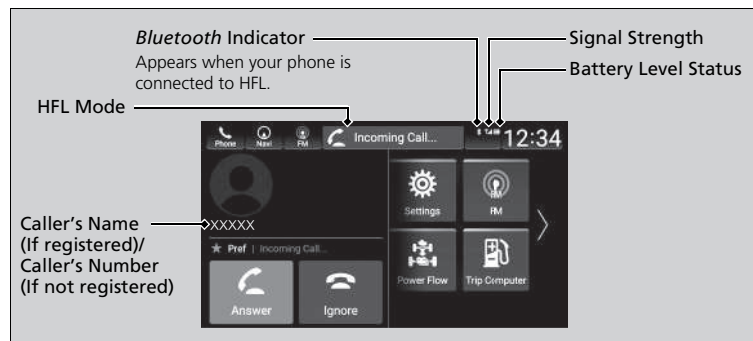 Bluetooth Indicator
Appears when your phone is
connected to HFL.
Signal Strength
Battery Level Status
HFL Mode
Phone
Navi
FM
Incoming Call...
12:34
Caller's Name
(If registered)/
Caller's Number
(If not registered)
XXXXX
Pref | Incoming Call...
Answer
Ignore
Settings
FM
Power Flow
Trip Computer